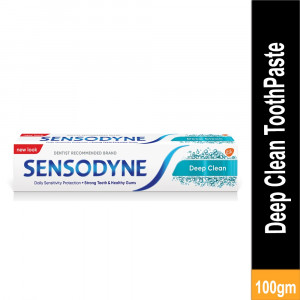 new look
DENTIST RECOMMENDED BRAND
SENSODYNE
Deep Clean
Daily Sensitivity Protection • Strong Teeth & Healthy Gums
Deep Clean ToothPaste
100gm